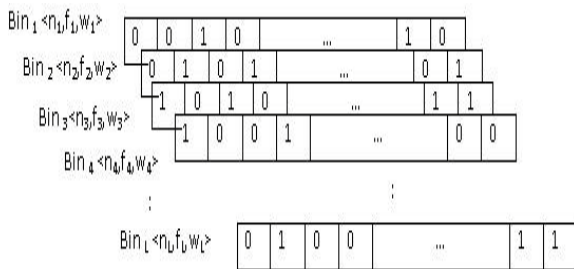 Bin 1 <n1,f1,w1> 0 0 1 0 ... 1 0
Bin 2 <n2,f2,w2> 0 1 0 1 ... 0 1
1 0 1 0 ... 1 1
Bin 3 <n3,f3,w3> 1 0 0 1 ... 0 0
Bin 4 <n4,f4,w4>
: :
Bin L <nL,fL,wL> 0 1 0 0 ... 1 1